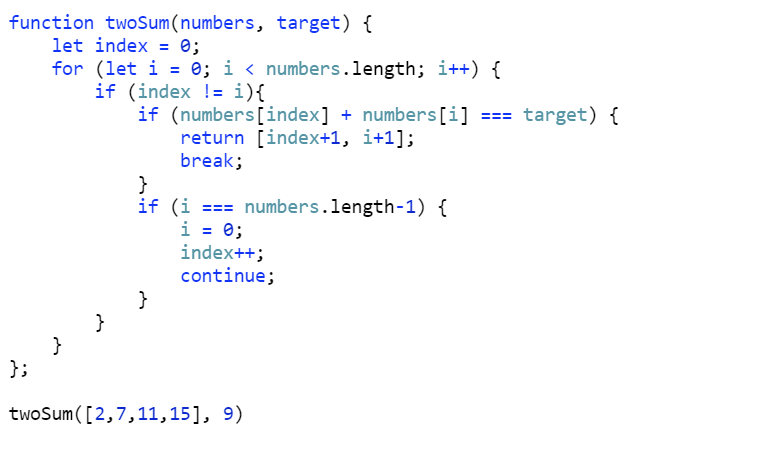 function twoSum(numbers, target) {
    let index = 0;
    for (let i = 0; i < numbers.length; i++) {
        if (index != i){
            if (numbers[index] + numbers[i] === target) {
                return [index+1, i+1];
                break;
            }
            if (i === numbers.length-1) {
                i = 0;
                index++;
                continue;
            }
        }
    }
};
twoSum([2,7,11,15], 9)